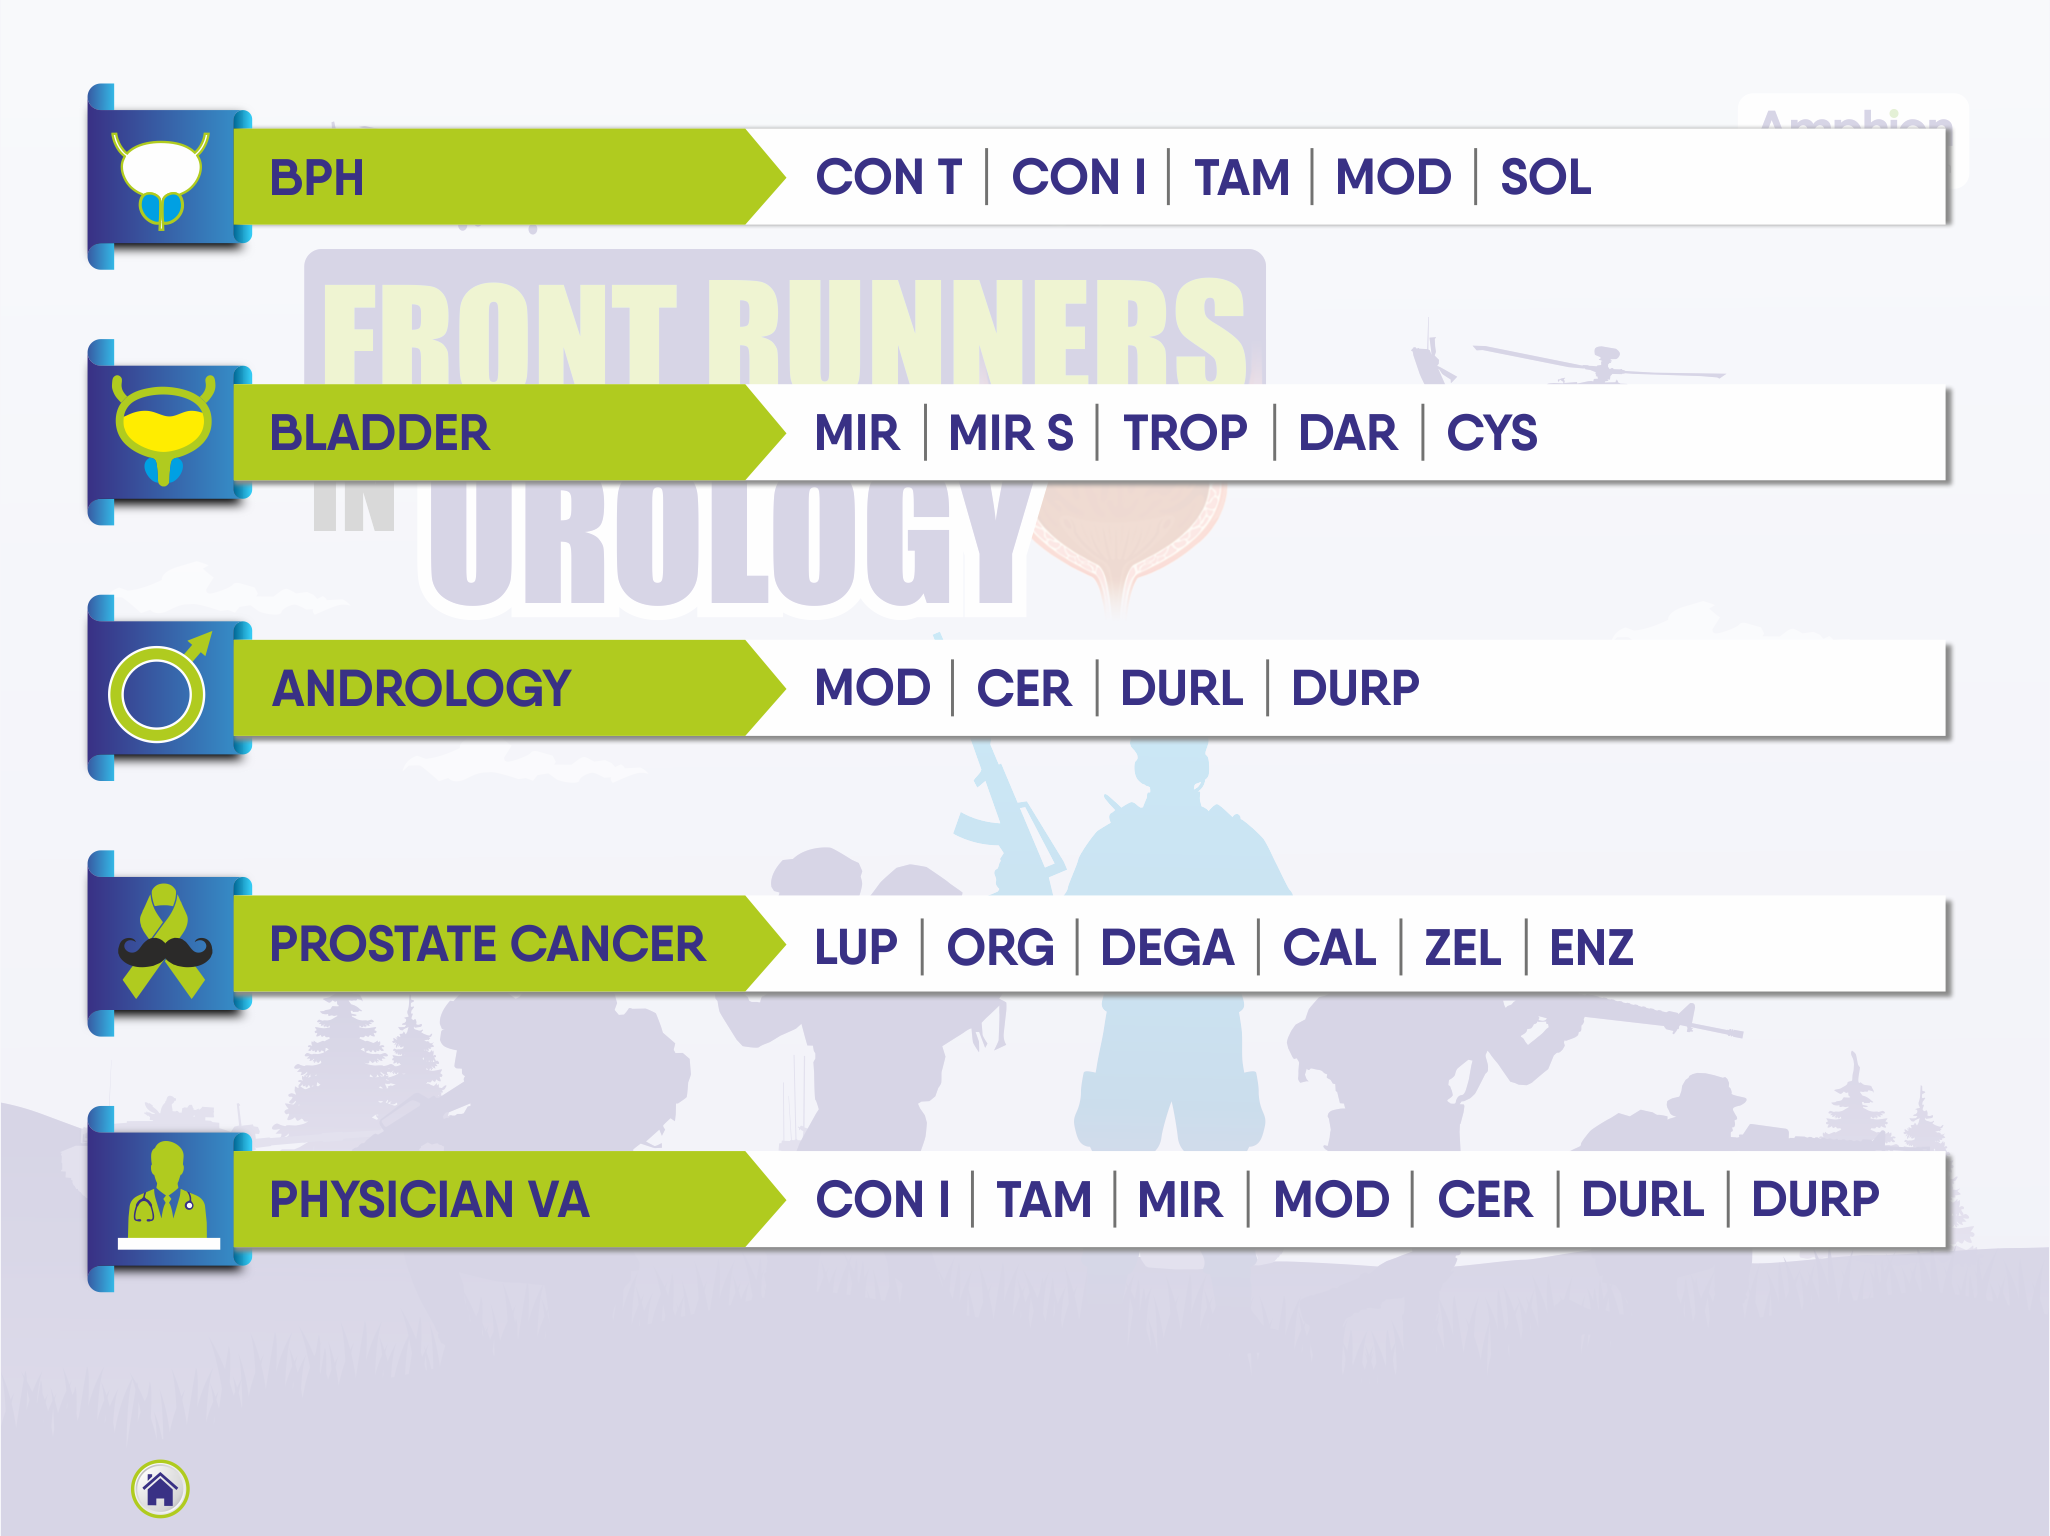 Amphion
BPH CON T | CON I | TAM | MOD | SOL
FRONT RUNNERS
BLADDER MIR | MIR S | TROP | DAR | CYS
IN UROLOGY
ANDROLOGY MOD | CER | DURL | DURP
PROSTATE CANCER LUP | ORG | DEGA | CAL | ZEL | ENZ
PHYSICIAN VA CON I | TAM | MIR | MOD | CER | DURL | DURP